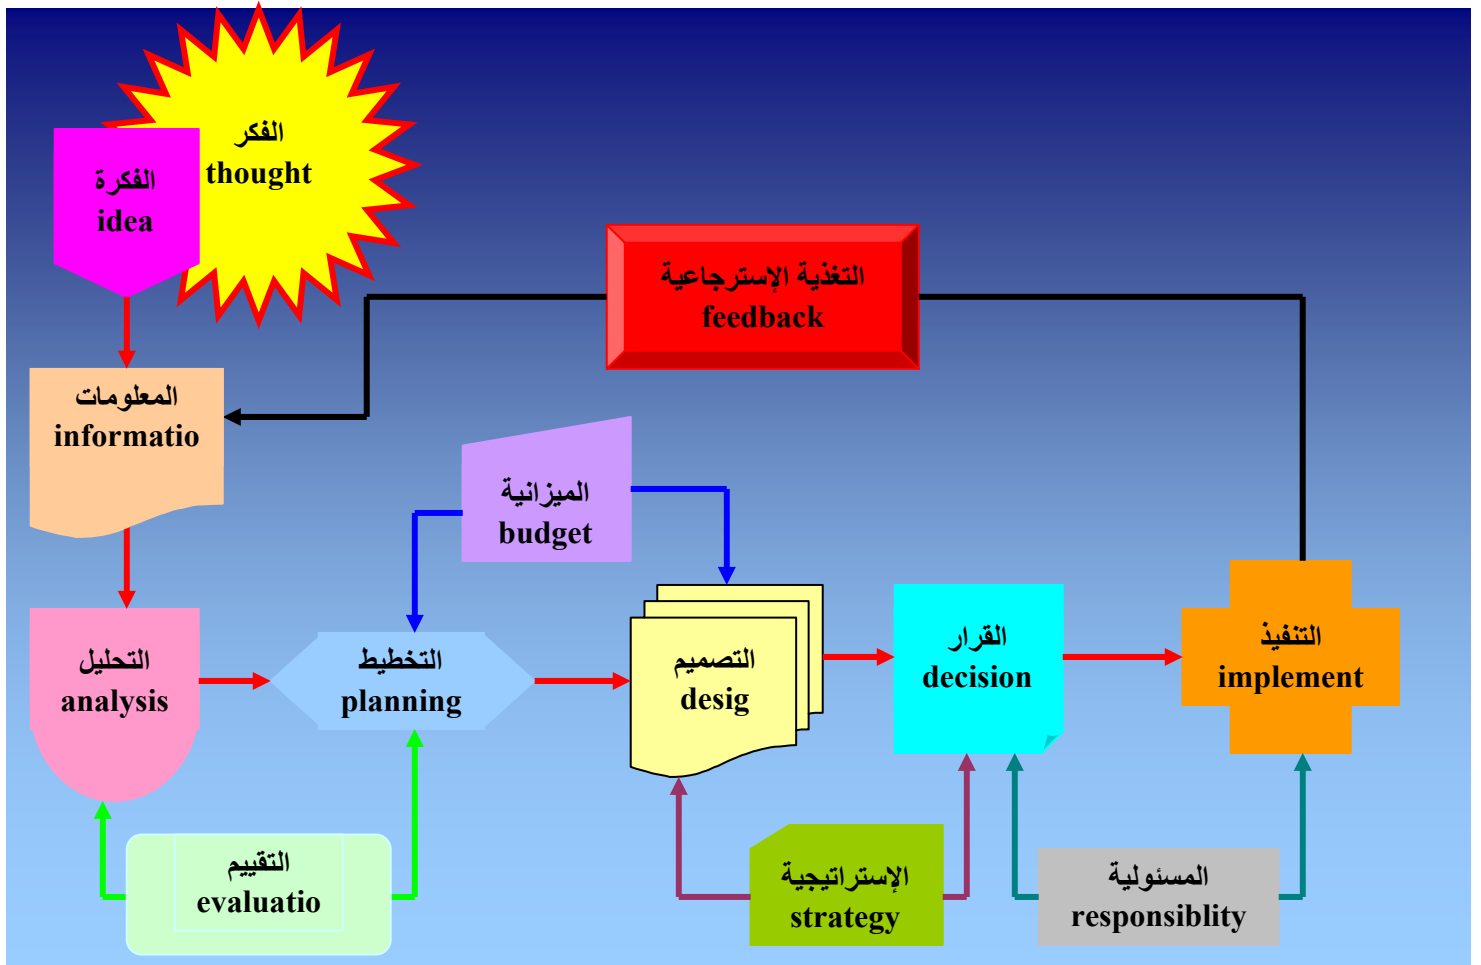 الفكر
thought
الفكرة
idea
التغذية الإسترجاعية
feedback
المعلومات
informatio
الميزانية
budget
التحليل
analysis
التخطيط
planning
التصميم
desig
القرار
decision
التنفيذ
implement
التقييم
evaluatio
الإستراتيجية
strategy
المسئولية
responsiblity